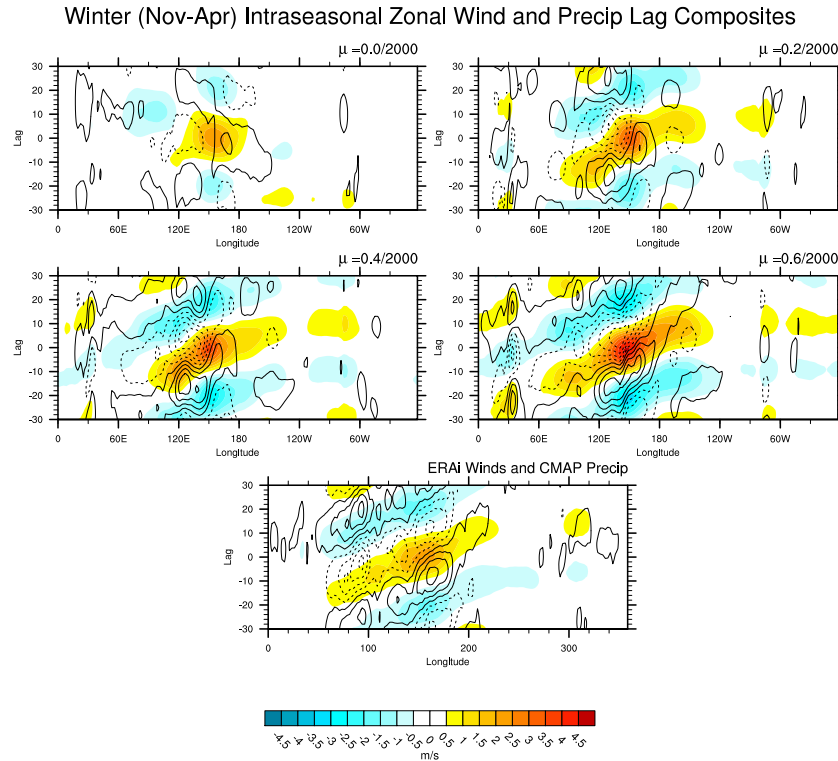 Winter (Nov-Apr) Intraseasonal Zonal Wind and Precip Lag Composites
μ =0.0/2000
30
20
10
0
-10
-20
-30
Lag
0 60E 120E 180 120W 60W
Longitude
μ =0.2/2000
30
20
10
0
-10
-20
-30
Lag
0 60E 120E 180 120W 60W
Longitude
μ =0.4/2000
30
20
10
0
-10
-20
-30
Lag
0 60E 120E 180 120W 60W
Longitude
μ =0.6/2000
30
20
10
0
-10
-20
-30
Lag
0 60E 120E 180 120W 60W
Longitude
ERAi Winds and CMAP Precip
30
20
10
0
-10
-20
-30
Lag
0 100 200 300
Longitude
-4.5 -4 -3.5 -3 -2.5 -2 -1.5 -1 -0.5 0 0.5 1 1.5 2 2.5 3 3.5 4 4.5
m/s